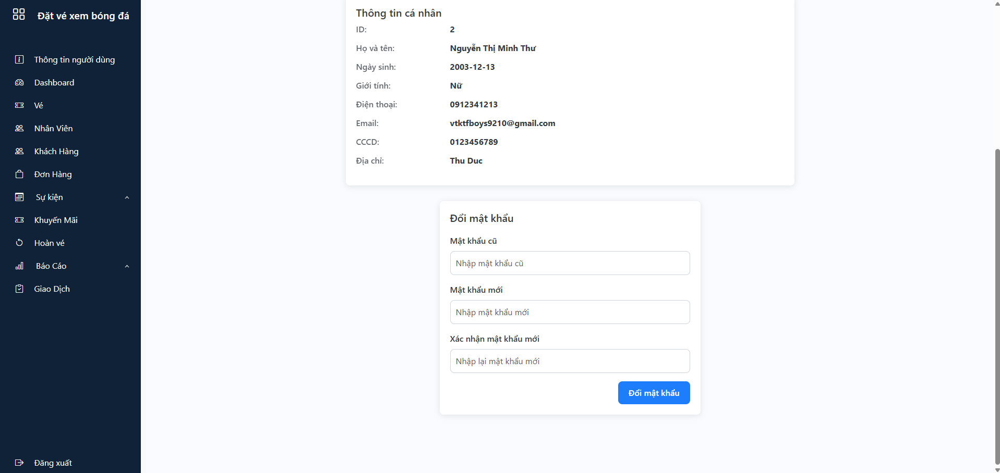 Đặt vé xem bóng đá
Thông tin người dùng
Dashboard
Vé
Nhân Viên
Khách Hàng
Đơn Hàng
Sự kiện
Khuyến Mãi
Hoàn vé
Báo Cáo
Giao Dịch
Đăng xuất
Thông tin cá nhân
ID: 2
Họ và tên: Nguyễn Thị Minh Thư
Ngày sinh: 2003-12-13
Giới tính: Nữ
Điện thoại: 0912341213
Email: vtktfboys9210@gmail.com
CCCD: 0123456789
Địa chỉ: Thu Duc
Đổi mật khẩu
Mật khẩu cũ
Nhập mật khẩu cũ
Mật khẩu mới
Nhập mật khẩu mới
Xác nhận mật khẩu mới
Nhập lại mật khẩu mới
Đổi mật khẩu